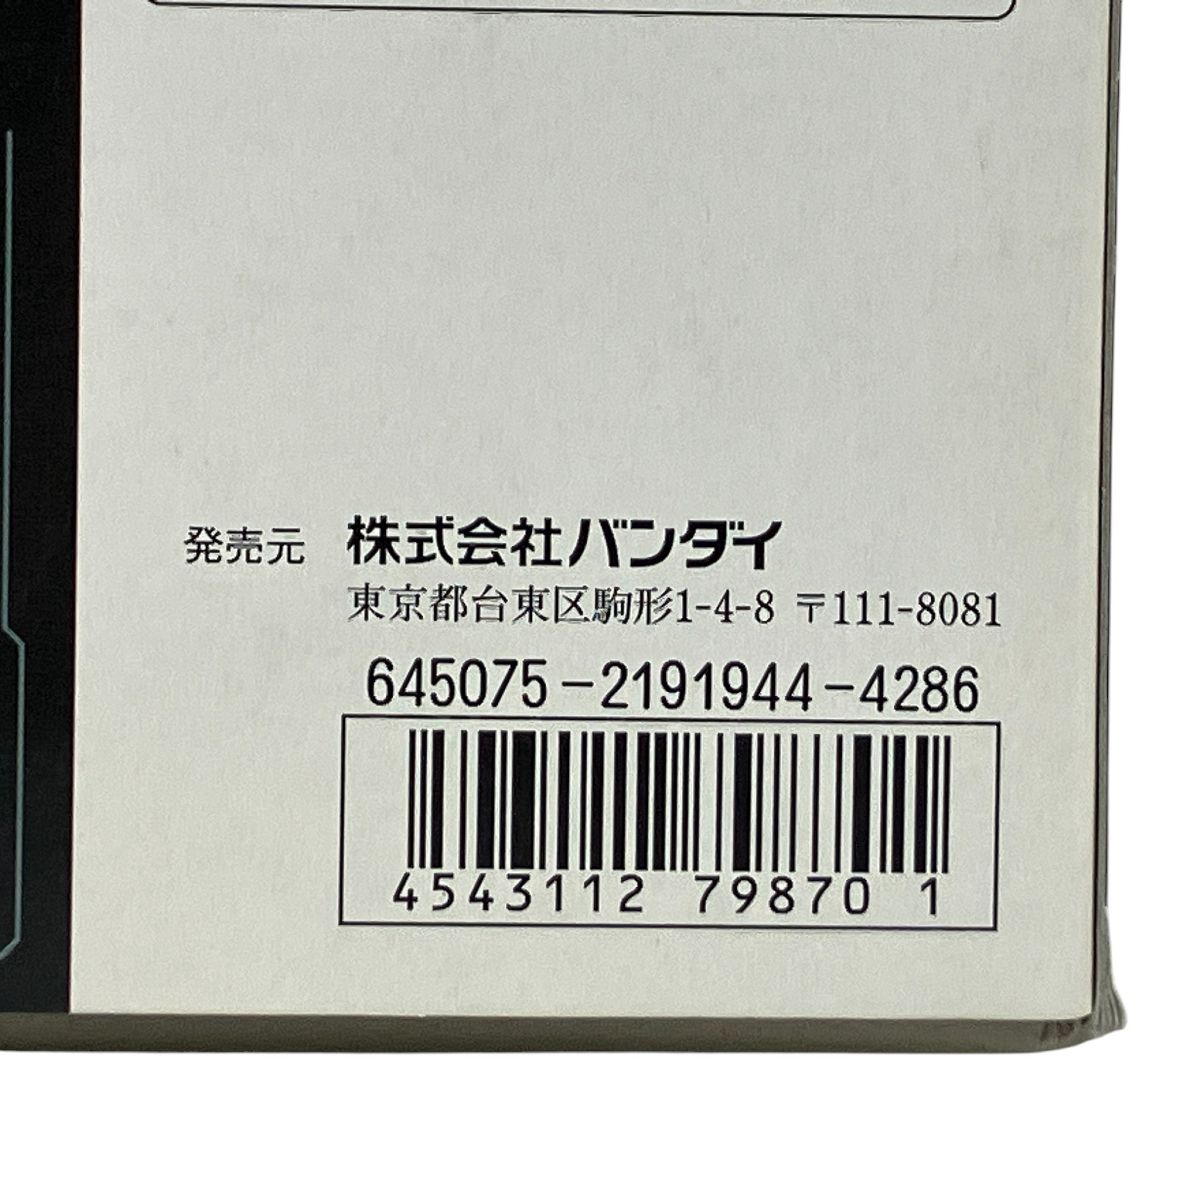 発売元 株式会社バンダイ
東京都台東区駒形1-4-8 〒111-8081
645075-2191944-4286
4543112 79870 1